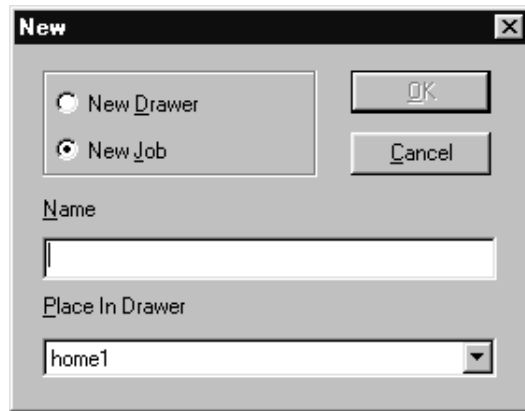 New
New Drawer
OK
New Job
Cancel
Name
Place In Drawer
home1